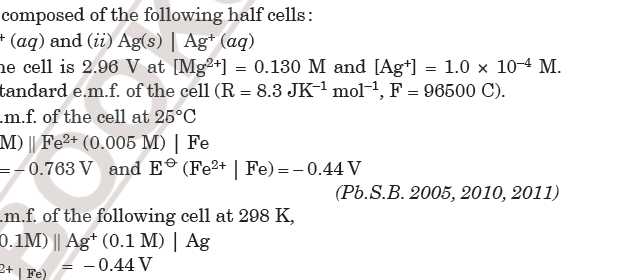 composed of the following half cells:
⁺ (aq) and (ii) Ag(s) | Ag⁺ (aq)
he cell is 2.96 V at [Mg²⁺] = 0.130 M and [Ag⁺] = 1.0 × 10⁻⁴ M.
tandard e.m.f. of the cell (R = 8.3 JK⁻¹ mol⁻¹, F = 96500 C).
.m.f. of the cell at 25°C
M) || Fe²⁺ (0.005 M) | Fe
= – 0.763 V and E⊖ (Fe²⁺ | Fe) = – 0.44 V
(Pb.S.B. 2005, 2010, 2011)
.m.f. of the following cell at 298 K,
0.1M) || Ag⁺ (0.1 M) | Ag
²⁺ | Fe) = – 0.44 V